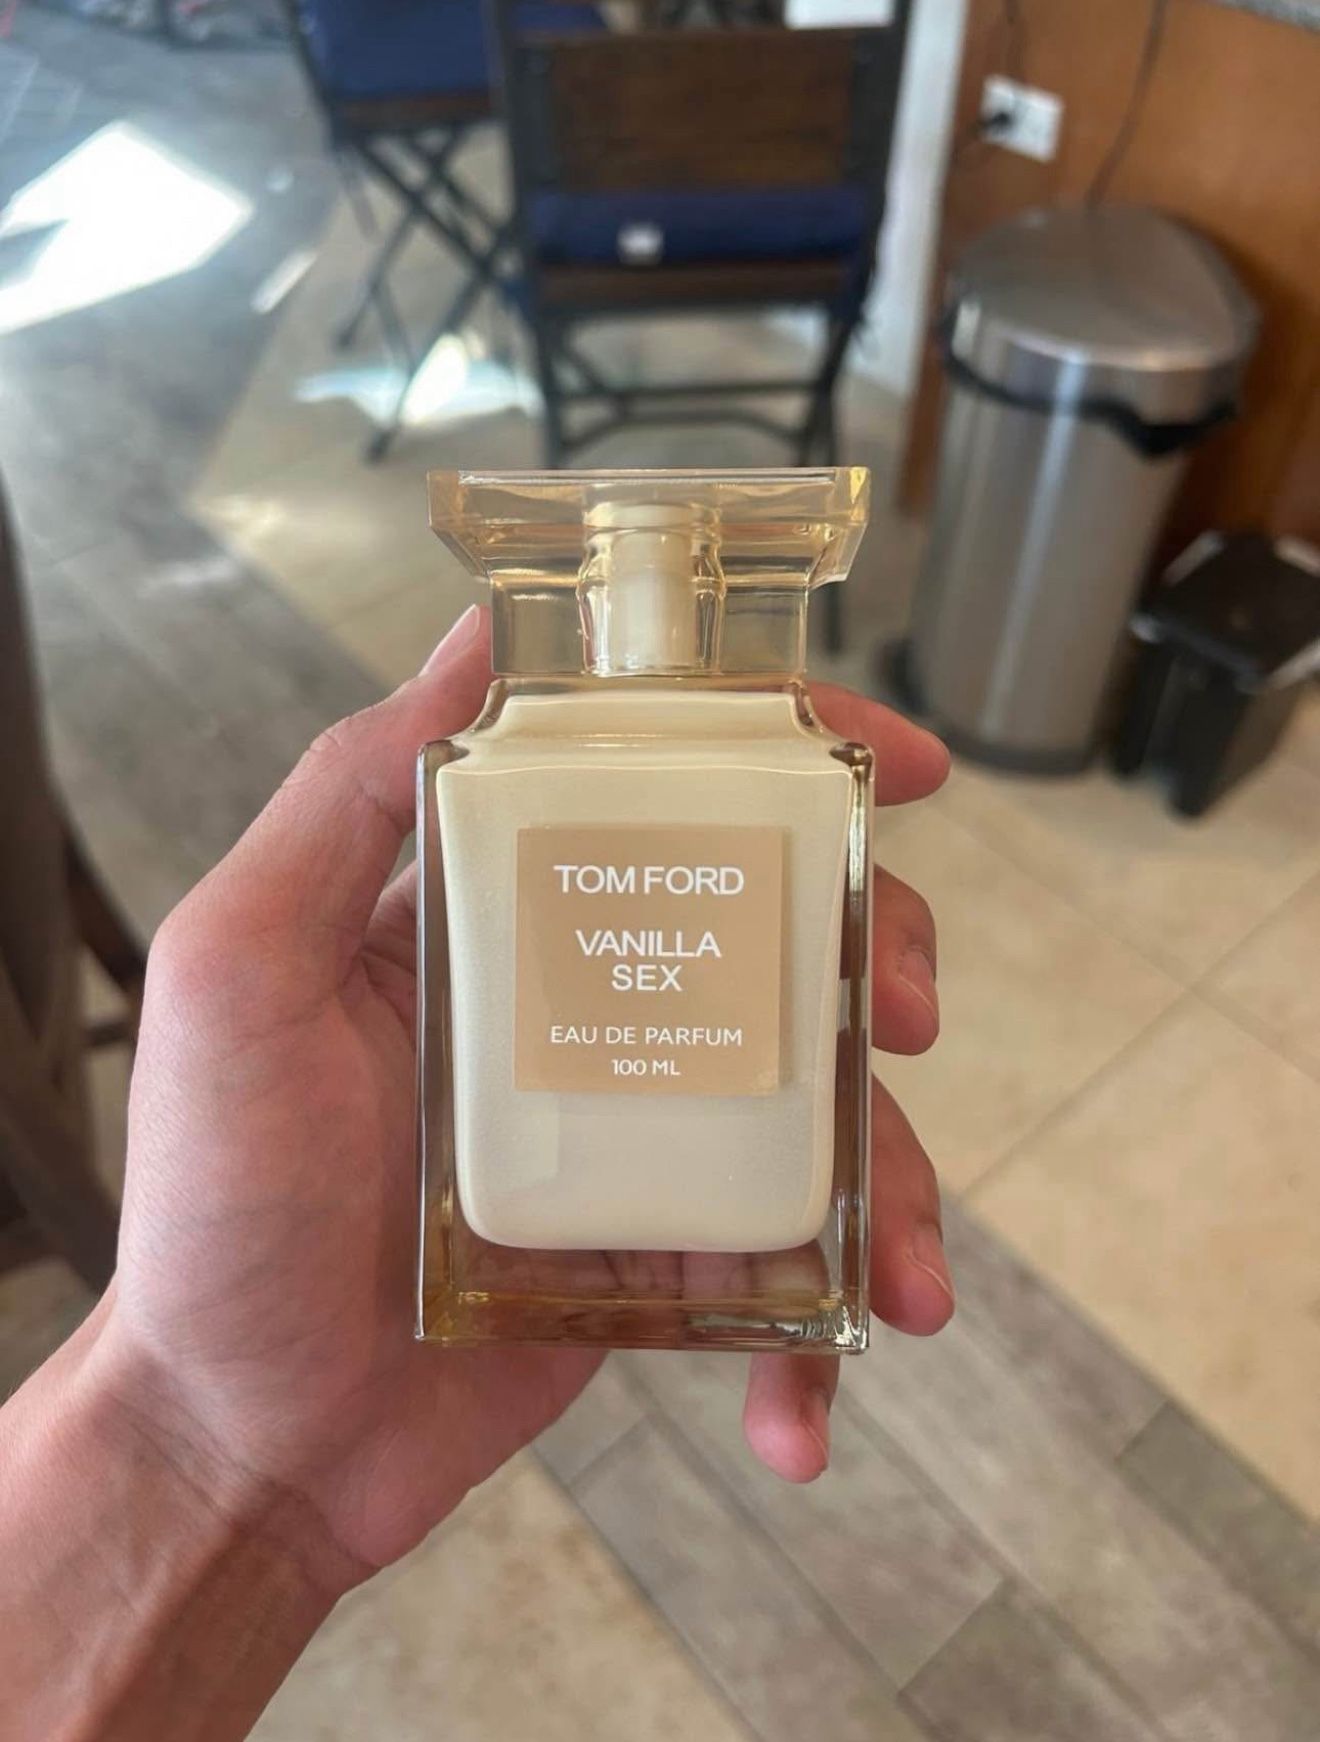 TOM FORD
VANILLA
SEX
EAU DE PARFUM
100 ML